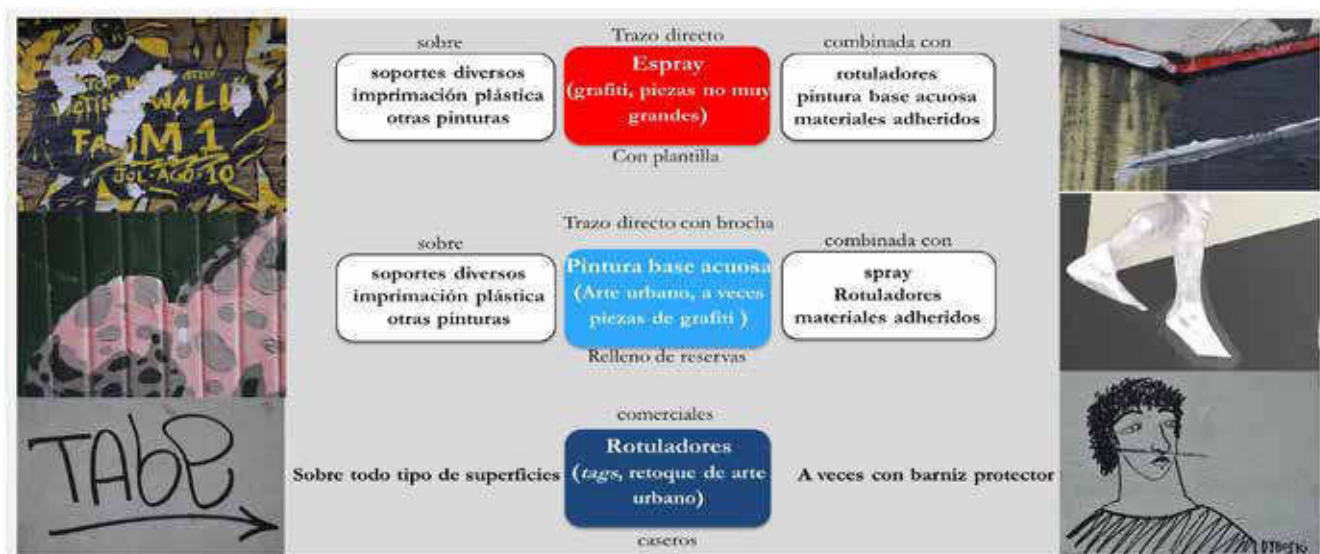 sobre
soportes diversos
imprimación plástica
otras pinturas
Trazo directo
Espray
(grafiti, piezas no muy
grandes)
Con plantilla
combinada con
rotuladores
pintura base acuosa
materiales adheridos
WALL
M1
JUL-AGO-10
sobre
soportes diversos
imprimación plástica
otras pinturas
Trazo directo con brocha
Pintura base acuosa
(Arte urbano, a veces
piezas de grafiti )
Relleno de reservas
combinada con
spray
Rotuladores
materiales adheridos
TAbe
Sobre todo tipo de superficies
comerciales
Rotuladores
(tags, retoque de arte
urbano)
caseros
A veces con barniz protector